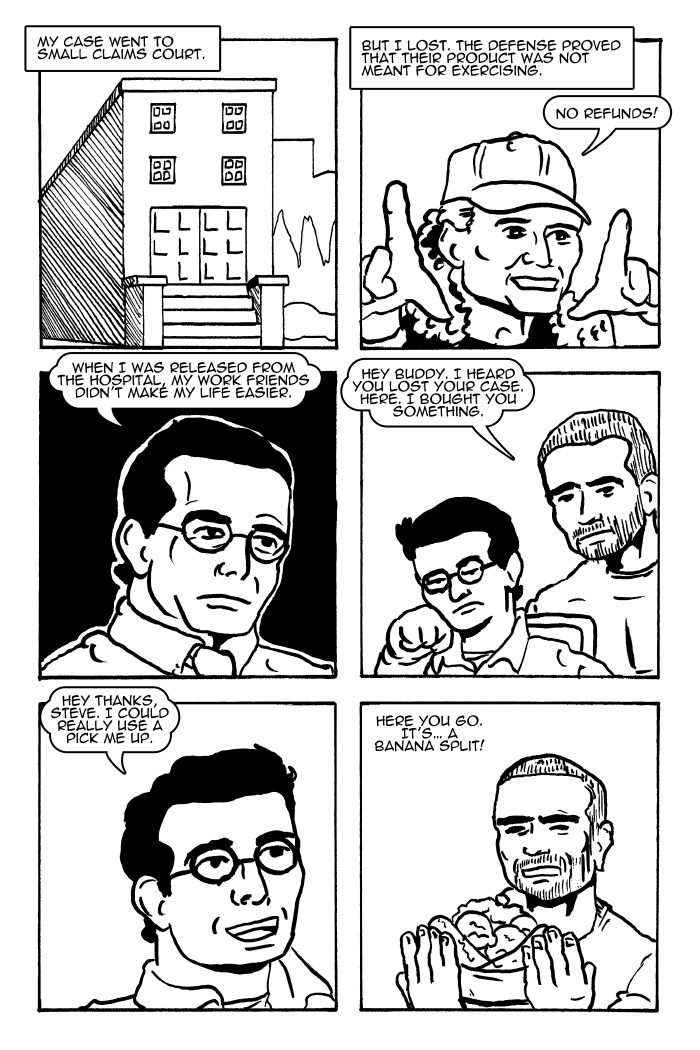 MY CASE WENT TO
SMALL CLAIMS COURT.
BUT I LOST. THE DEFENSE PROVED
THAT THEIR PRODUCT WAS NOT
MEANT FOR EXERCISING.
NO REFUNDS!
WHEN I WAS RELEASED FROM
THE HOSPITAL, MY WORK FRIENDS
DIDN'T MAKE MY LIFE EASIER.
HEY BUDDY. I HEARD
YOU LOST YOUR CASE.
HERE. I BOUGHT YOU
SOMETHING.
HEY THANKS,
STEVE. I COULD
REALLY USE A
PICK ME UP.
HERE YOU GO.
IT'S... A
BANANA SPLIT!